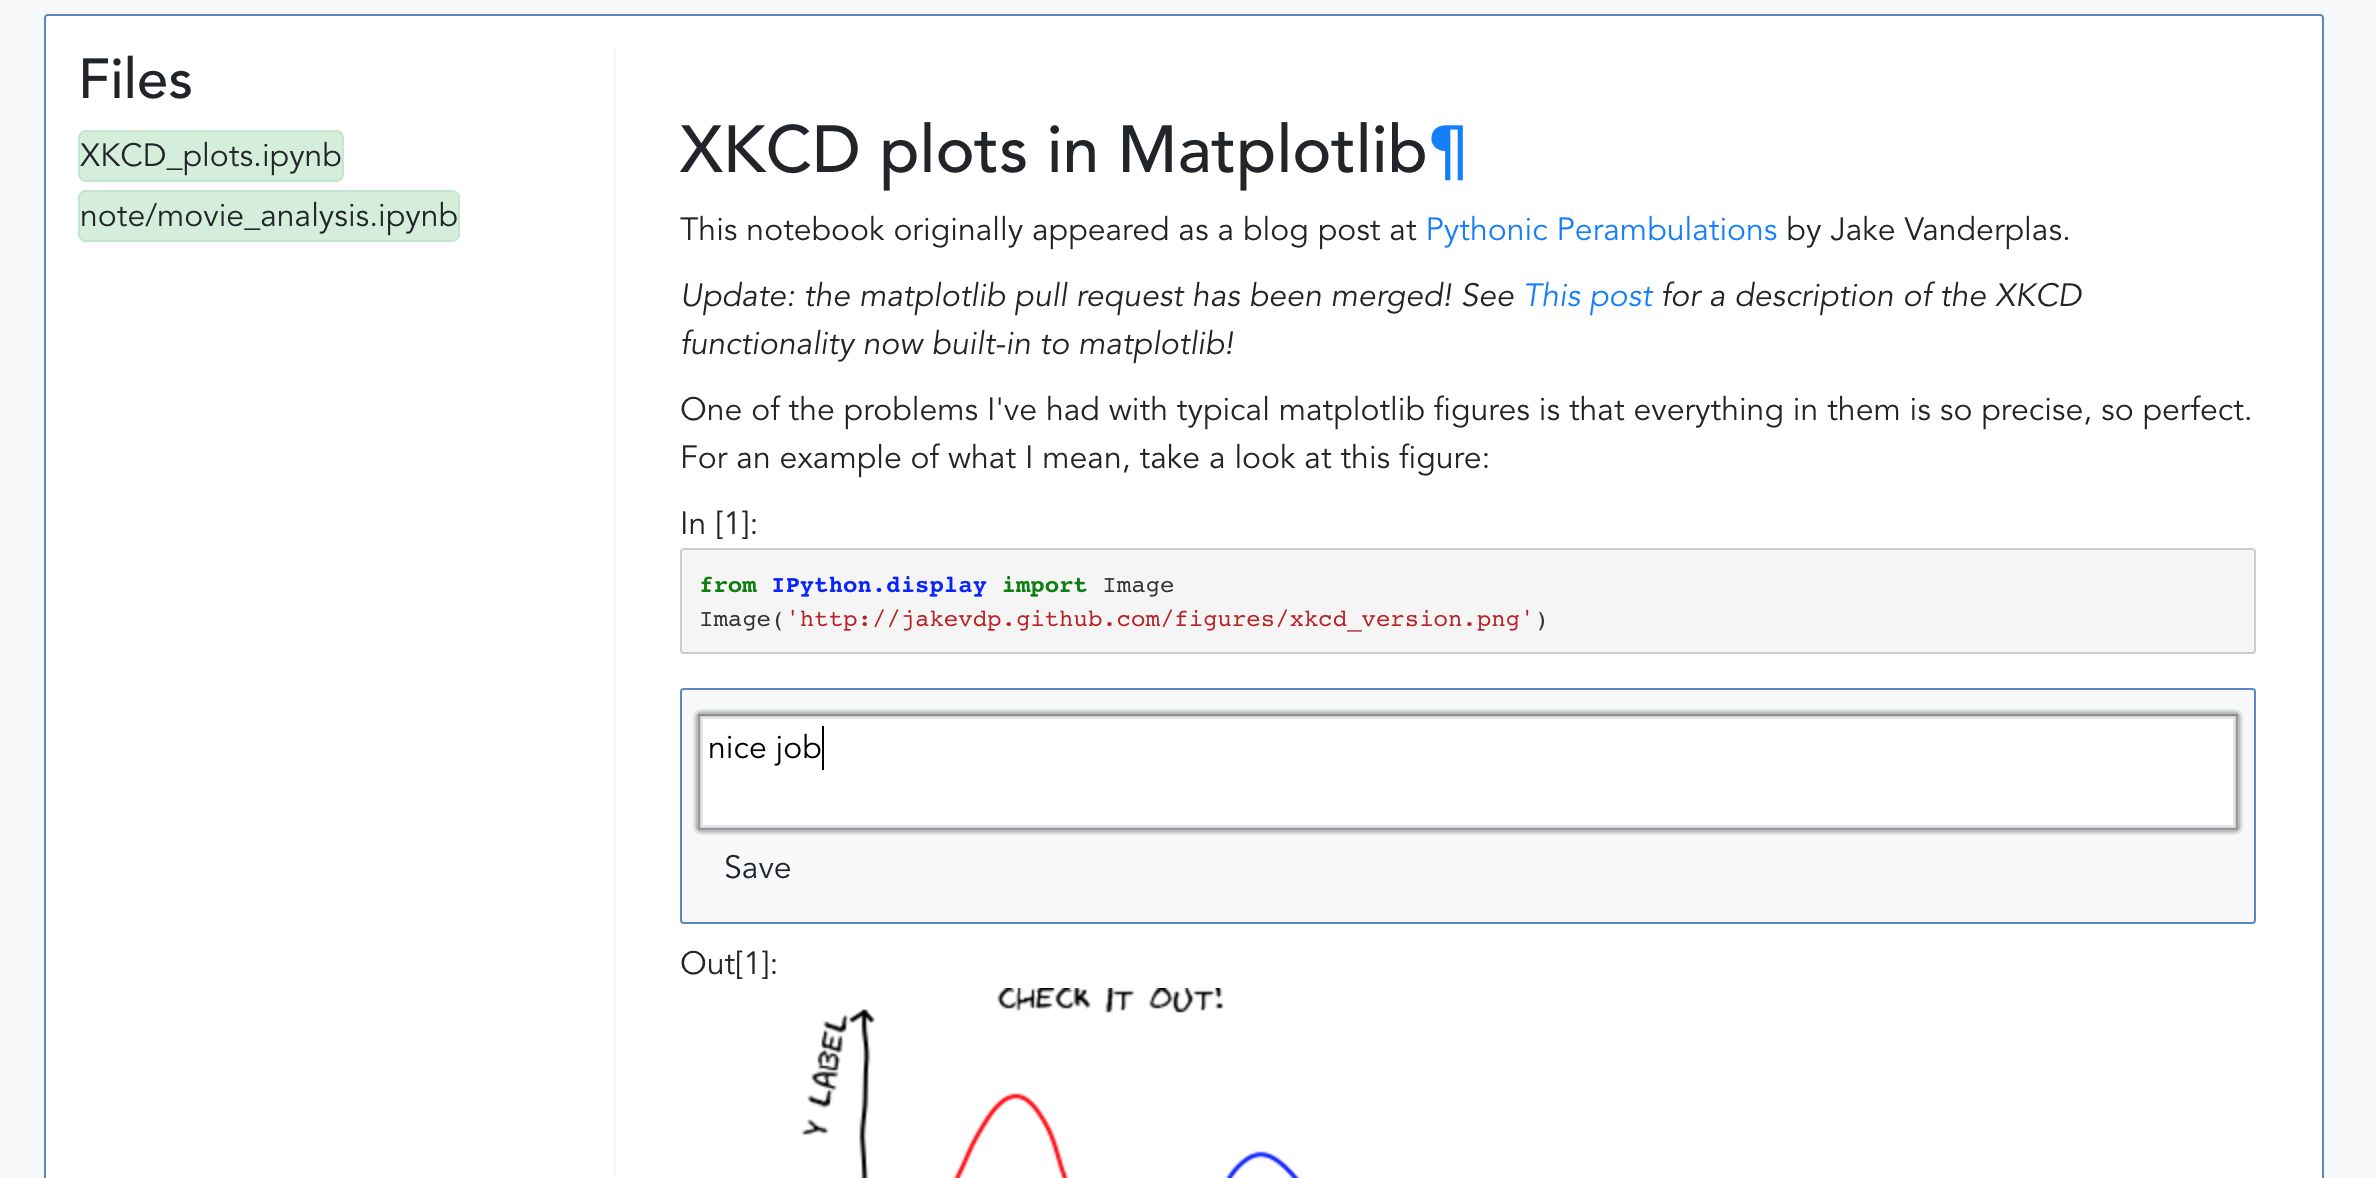 Files
XKCD_plots.ipynb
note/movie_analysis.ipynb
XKCD plots in Matplotlib¶
This notebook originally appeared as a blog post at Pythonic Perambulations by Jake Vanderplas.
Update: the matplotlib pull request has been merged! See This post for a description of the XKCD
functionality now built-in to matplotlib!
One of the problems I've had with typical matplotlib figures is that everything in them is so precise, so perfect.
For an example of what I mean, take a look at this figure:
In [1]:
from IPython.display import Image
Image('http://jakevdp.github.com/figures/xkcd_version.png')
nice job
Save
Out[1]:
CHECK IT OUT!
Y LABEL